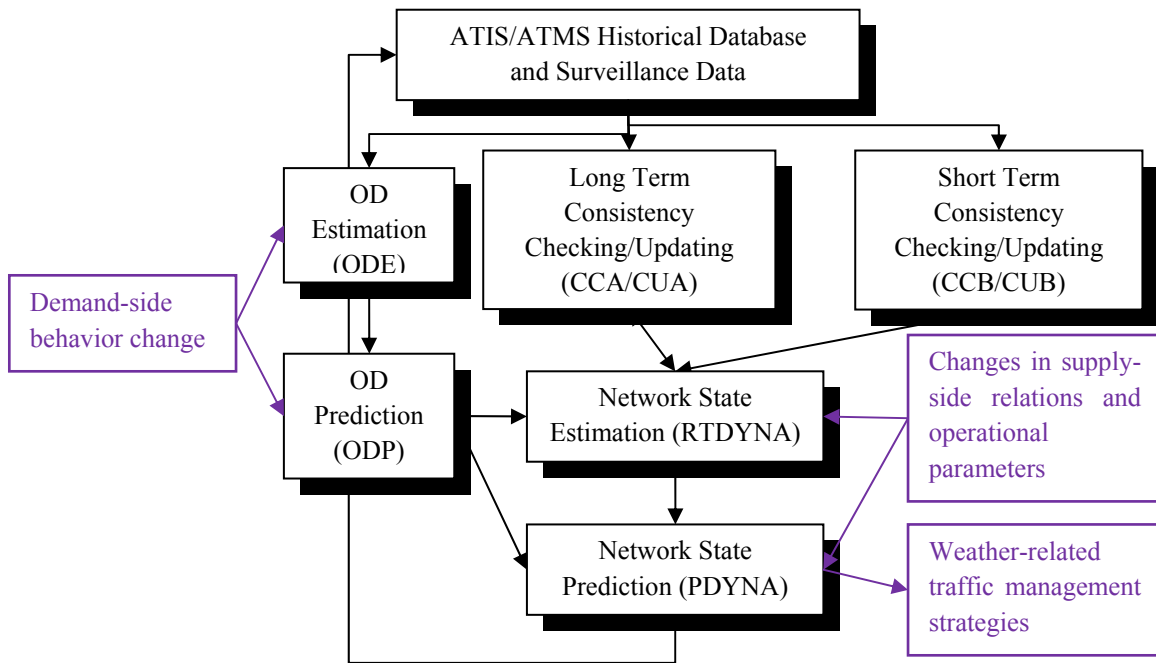 ATIS/ATMS Historical Database
and Surveillance Data
OD
Estimation
(ODE)
Long Term
Consistency
Checking/Updating
(CCA/CUA)
Short Term
Consistency
Checking/Updating
(CCB/CUB)
Demand-side
behavior change
OD
Prediction
(ODP)
Network State
Estimation (RTDYNA)
Changes in supply-
side relations and
operational
parameters
Network State
Prediction (PDYNA)
Weather-related
traffic management
strategies